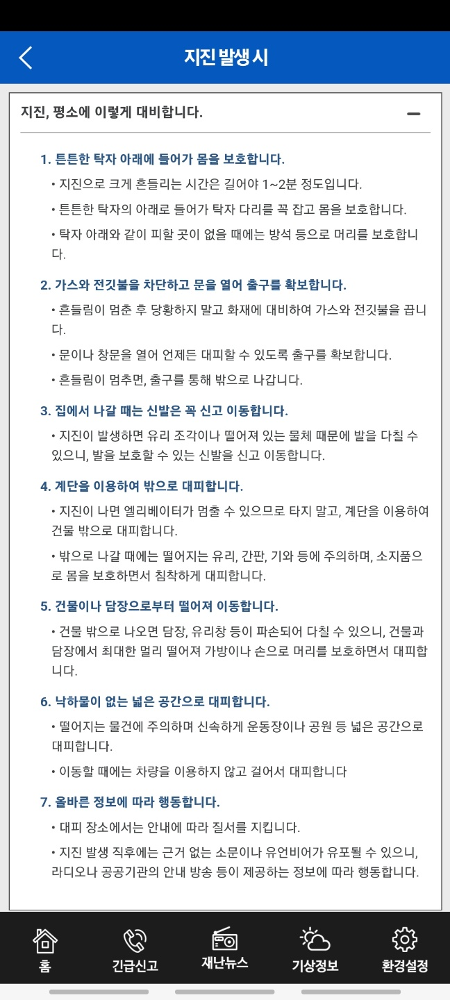 지진 발생 시
지진, 평소에 이렇게 대비합니다.
1. 튼튼한 탁자 아래에 들어가 몸을 보호합니다.
• 지진으로 크게 흔들리는 시간은 길어야 1~2분 정도입니다.
• 튼튼한 탁자의 아래로 들어가 탁자 다리를 꼭 잡고 몸을 보호합니다.
• 탁자 아래와 같이 피할 곳이 없을 때에는 방석 등으로 머리를 보호합니
다.
2. 가스와 전깃불을 차단하고 문을 열어 출구를 확보합니다.
• 흔들림이 멈춘 후 당황하지 말고 화재에 대비하여 가스와 전깃불을 끕니
다.
• 문이나 창문을 열어 언제든 대피할 수 있도록 출구를 확보합니다.
• 흔들림이 멈추면, 출구를 통해 밖으로 나갑니다.
3. 집에서 나갈 때는 신발은 꼭 신고 이동합니다.
• 지진이 발생하면 유리 조각이나 떨어져 있는 물체 때문에 발을 다칠 수
있으니, 발을 보호할 수 있는 신발을 신고 이동합니다.
4. 계단을 이용하여 밖으로 대피합니다.
• 지진이 나면 엘리베이터가 멈출 수 있으므로 타지 말고, 계단을 이용하여
건물 밖으로 대피합니다.
• 밖으로 나갈 때에는 떨어지는 유리, 간판, 기와 등에 주의하며, 소지품으
로 몸을 보호하면서 침착하게 대피합니다.
5. 건물이나 담장으로부터 떨어져 이동합니다.
• 건물 밖으로 나오면 담장, 유리창 등이 파손되어 다칠 수 있으니, 건물과
담장에서 최대한 멀리 떨어져 가방이나 손으로 머리를 보호하면서 대피합
니다.
6. 낙하물이 없는 넓은 공간으로 대피합니다.
• 떨어지는 물건에 주의하며 신속하게 운동장이나 공원 등 넓은 공간으로
대피합니다.
• 이동할 때에는 차량을 이용하지 않고 걸어서 대피합니다
7. 올바른 정보에 따라 행동합니다.
• 대피 장소에서는 안내에 따라 질서를 지킵니다.
• 지진 발생 직후에는 근거 없는 소문이나 유언비어가 유포될 수 있으니,
라디오나 공공기관의 안내 방송 등이 제공하는 정보에 따라 행동합니다.
홈 긴급신고 재난뉴스 기상정보 환경설정